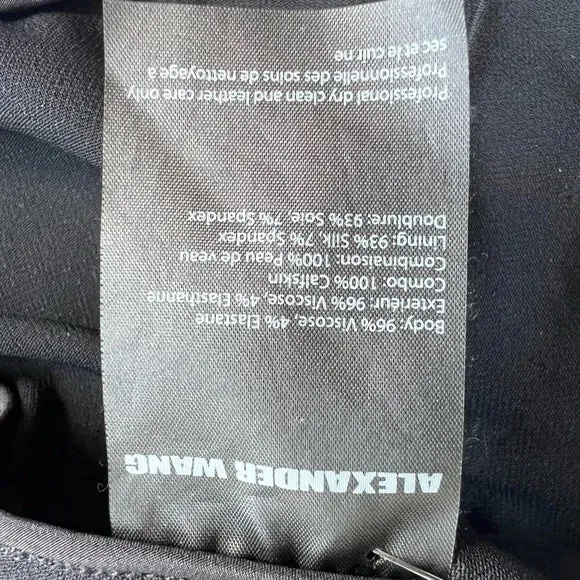 ALEXANDER WANG
Body: 96% Viscose, 4% Elastane
Exterieur: 96% Viscose, 4% Elasthanne
Combo: 100% Calfskin
Combinaison: 100% Peau de veau
Lining: 93% Silk, 7% Spandex
Doublure: 93% Soie, 7% Spandex
Professional dry clean and leather care only
Professionnelle des soins de nettoyage à
sec et le cuir ne